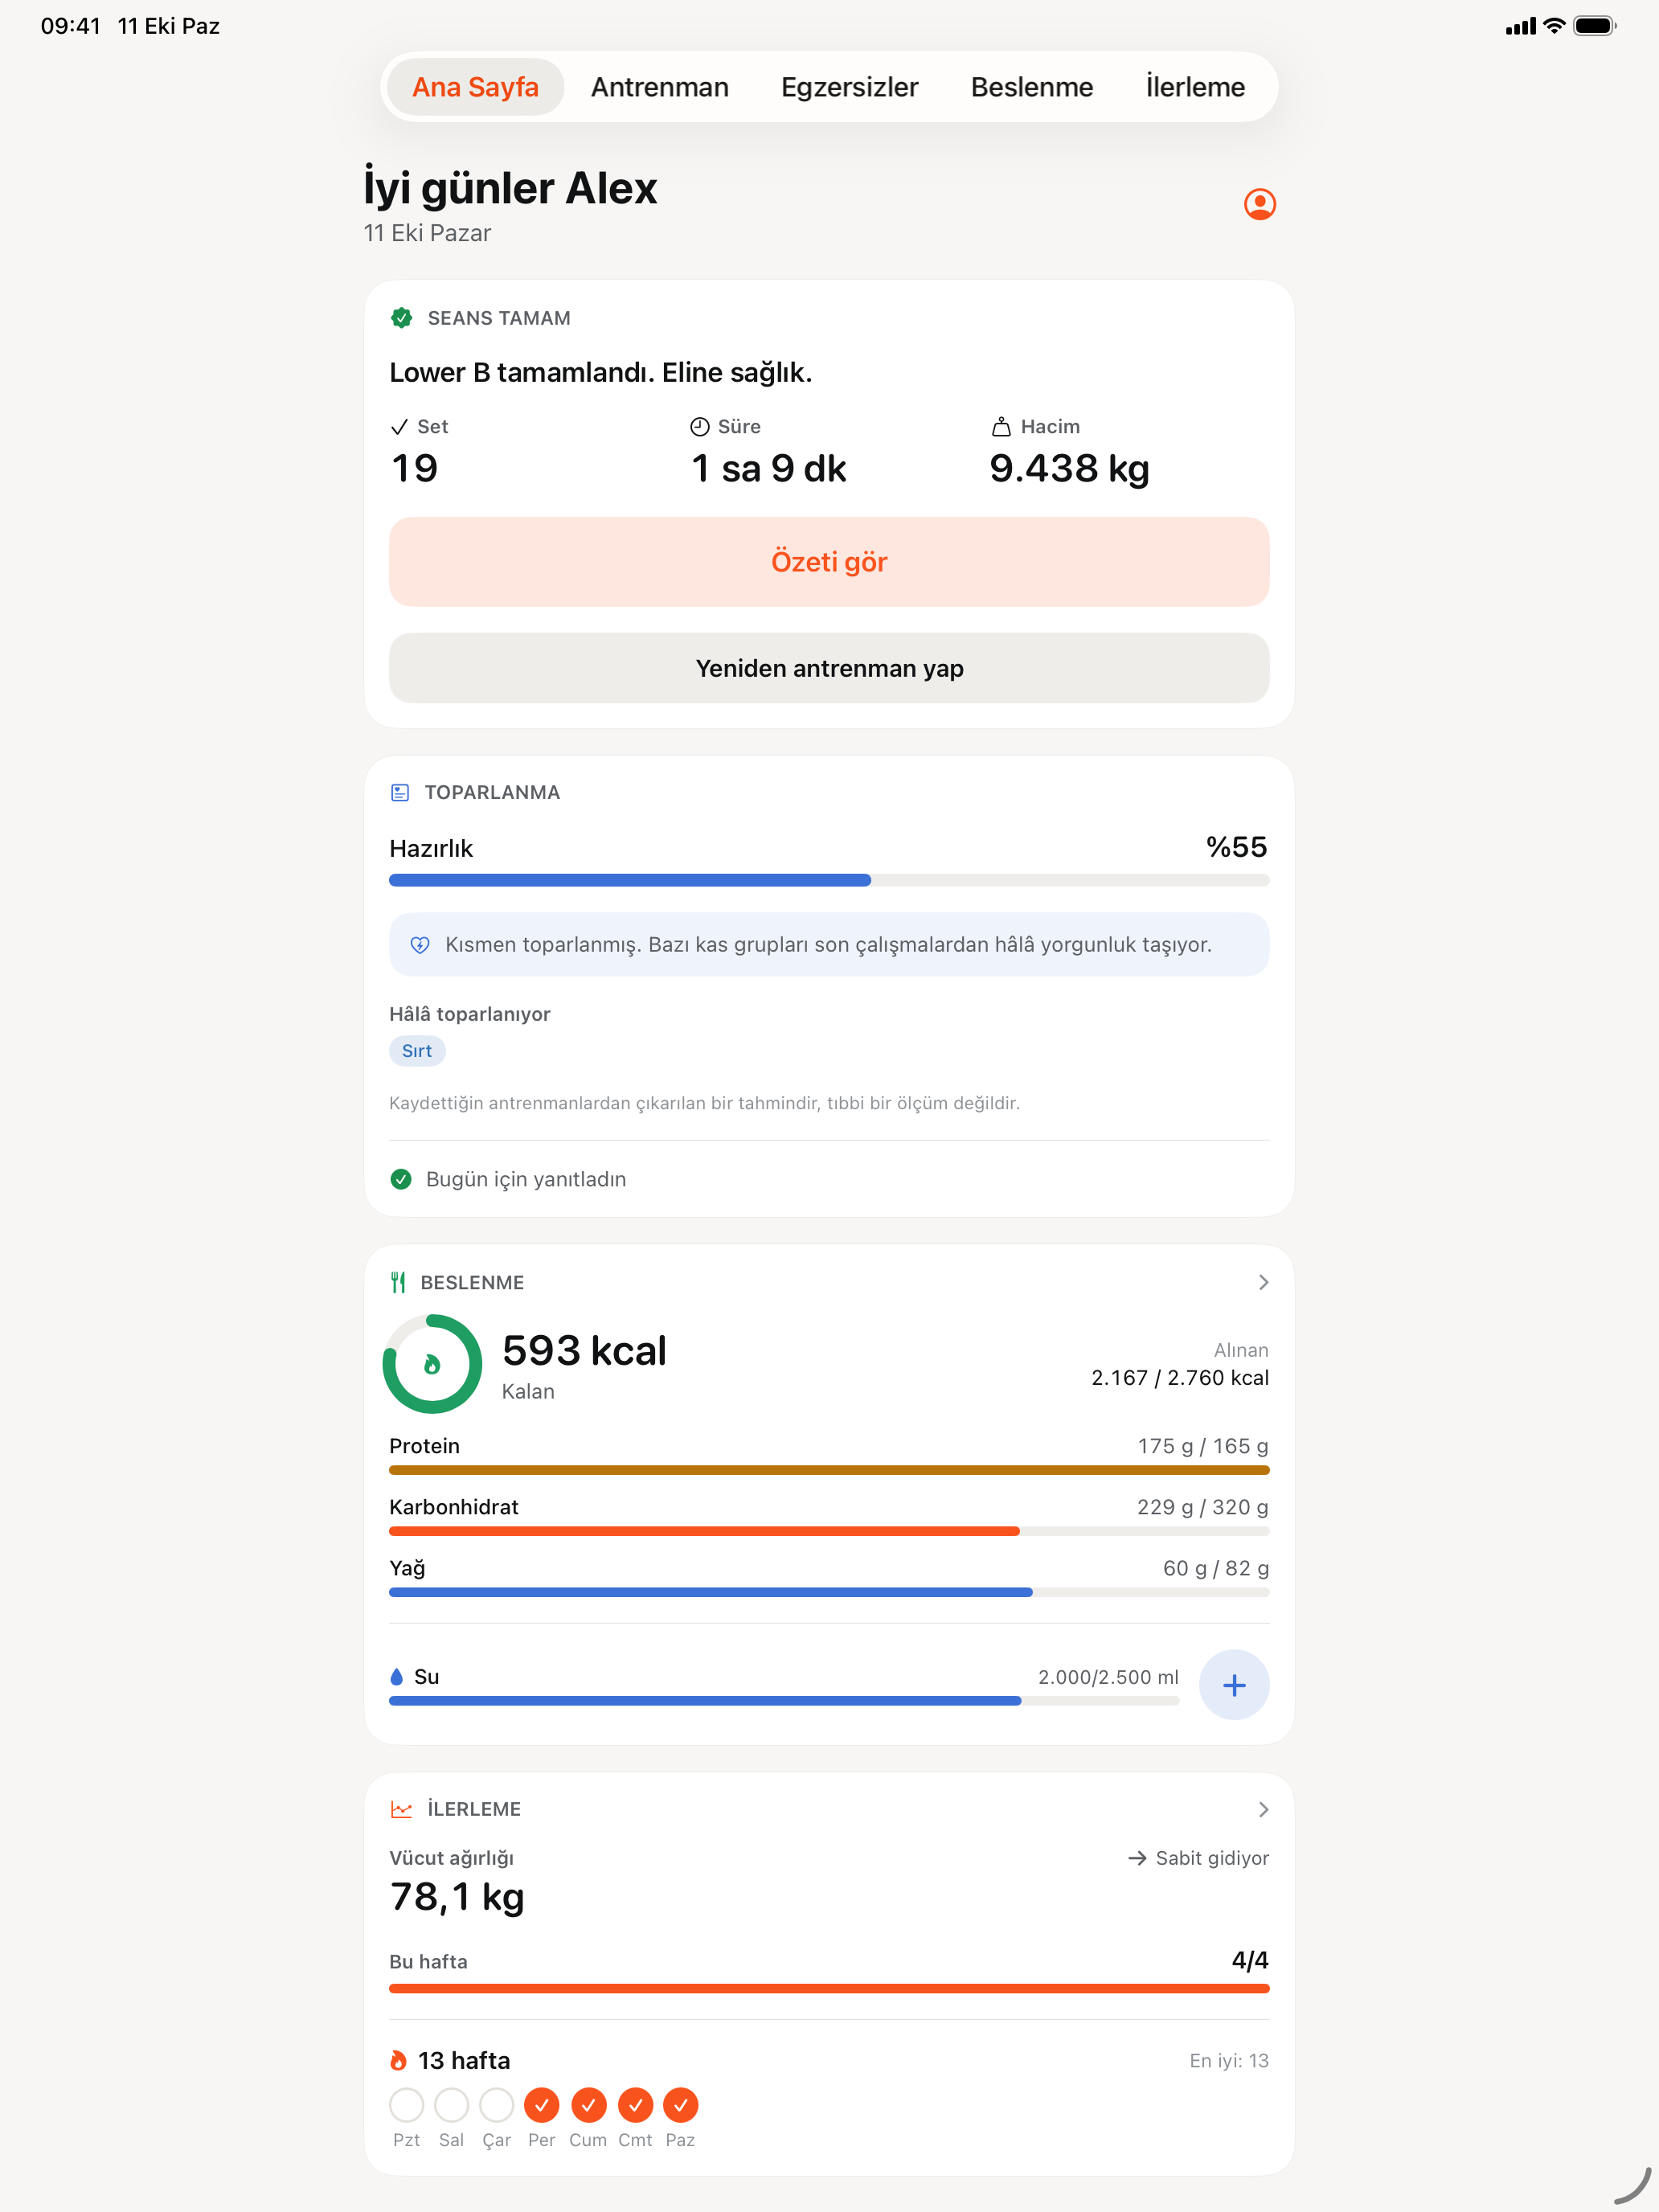 09:41 11 Eki Paz
Ana Sayfa Antrenman Egzersizler Beslenme İlerleme
İyi günler Alex
11 Eki Pazar
SEANS TAMAM
Lower B tamamlandı. Eline sağlık.
Set Süre Hacim
19 1 sa 9 dk 9.438 kg
Özeti gör
Yeniden antrenman yap
TOPARLANMA
Hazırlık %55
Kısmen toparlanmış. Bazı kas grupları son çalışmalardan hâlâ yorgunluk taşıyor.
Hâlâ toparlanıyor
Sırt
Kaydettiğin antrenmanlardan çıkarılan bir tahmindir, tıbbi bir ölçüm değildir.
Bugün için yanıtladın
BESLENME
593 kcal
Kalan
Alınan
2.167 / 2.760 kcal
Protein 175 g / 165 g
Karbonhidrat 229 g / 320 g
Yağ 60 g / 82 g
Su 2.000/2.500 ml
İLERLEME
Vücut ağırlığı Sabit gidiyor
78,1 kg
Bu hafta 4/4
13 hafta En iyi: 13
Pzt Sal Çar Per Cum Cmt Paz